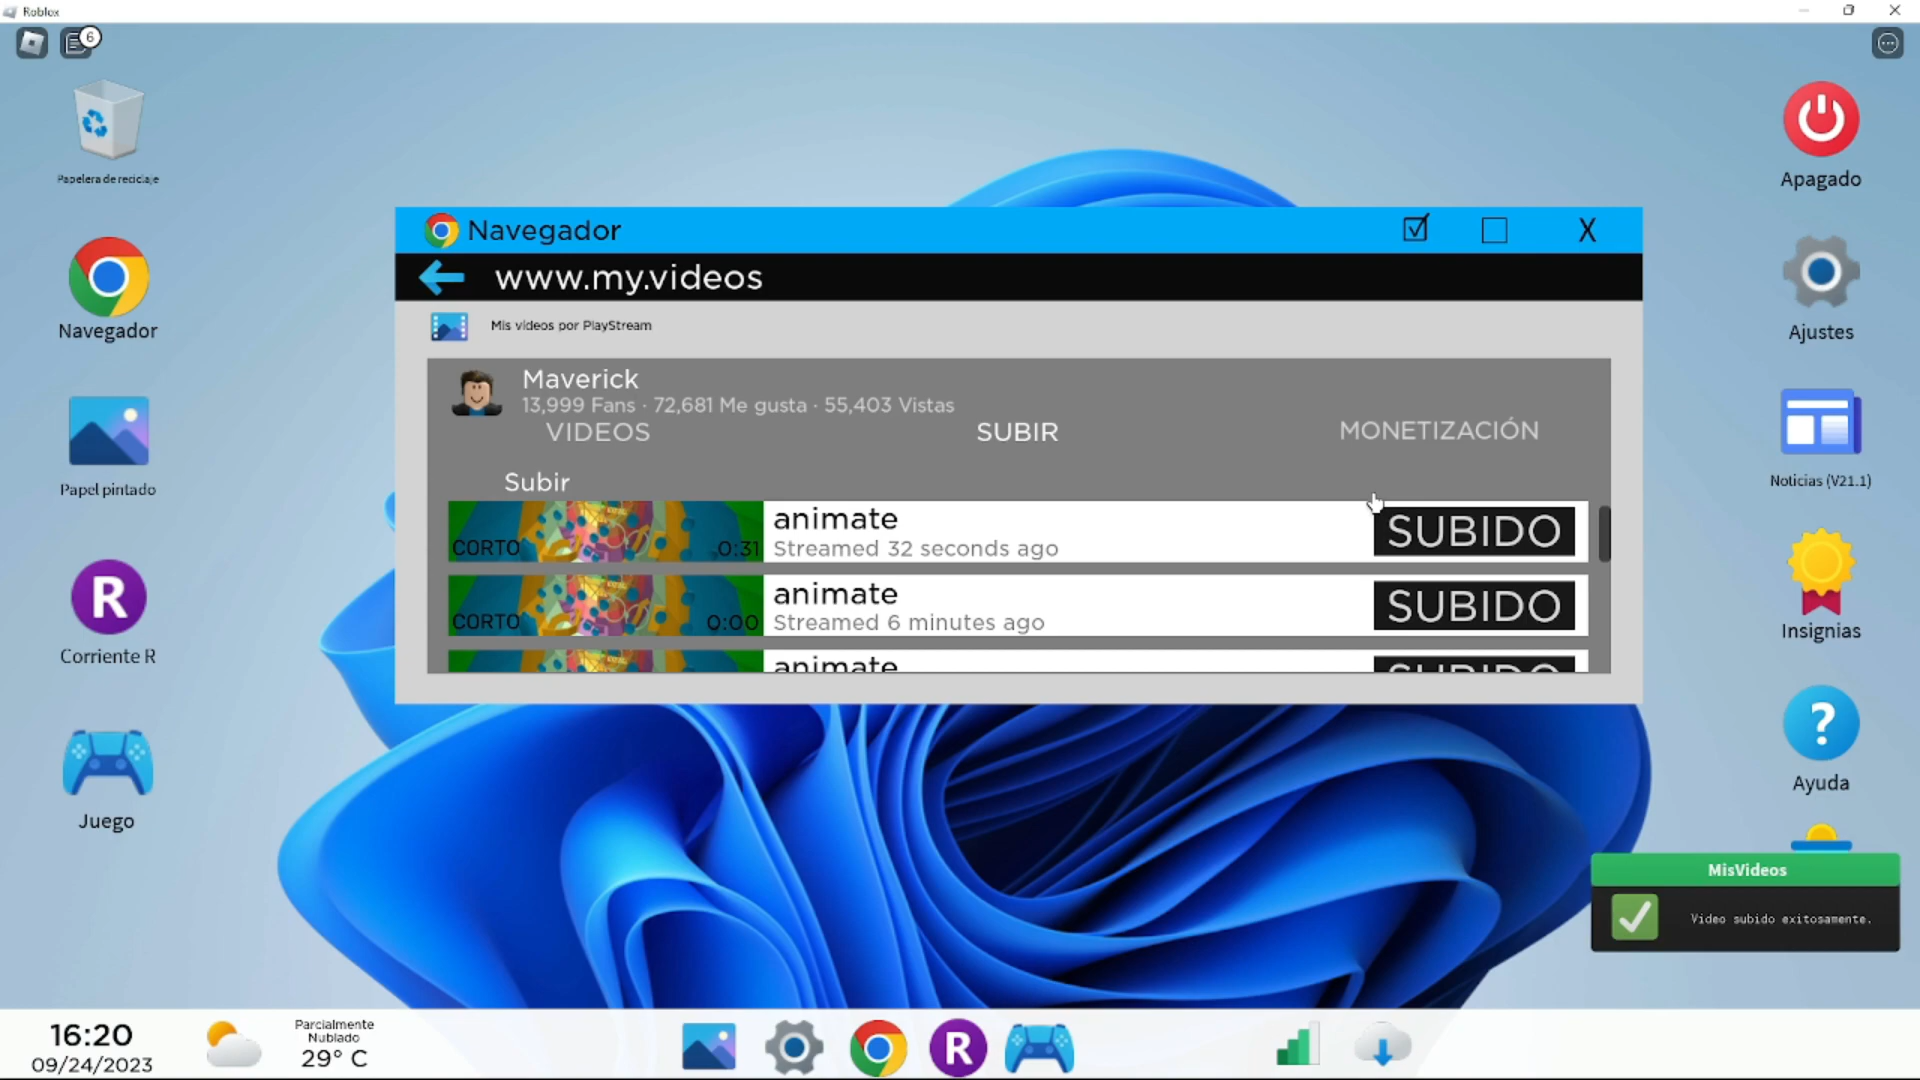 Roblox
6
Papelera de reciclaje
Navegador
Papel pintado
R
Corriente R
Juego
Navegador
X
www.my.videos
Mis videos por PlayStream
Maverick
13,999 Fans · 72,681 Me gusta · 55,403 Vistas
VIDEOS
SUBIR
MONETIZACIÓN
Subir
CORTO
0:31
animate
Streamed 32 seconds ago
SUBIDO
CORTO
0:00
animate
Streamed 6 minutes ago
SUBIDO
animate
SUBIDO
Apagado
Ajustes
Noticias (V21.1)
Insignias
?
Ayuda
MisVideos
Video subido exitosamente.
16:20
09/24/2023
Parcialmente
Nublado
29° C
R